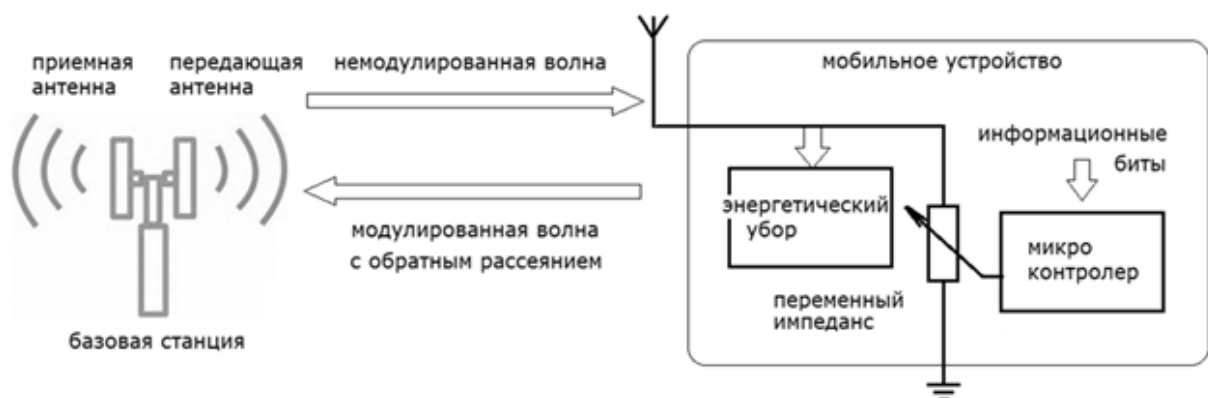 приемная
антенна
передающая
антенна
немодулированная волна
модулированная волна
с обратным рассеянием
базовая станция
мобильное устройство
информационные
биты
энергетический
убор
переменный
импеданс
микро
контролер